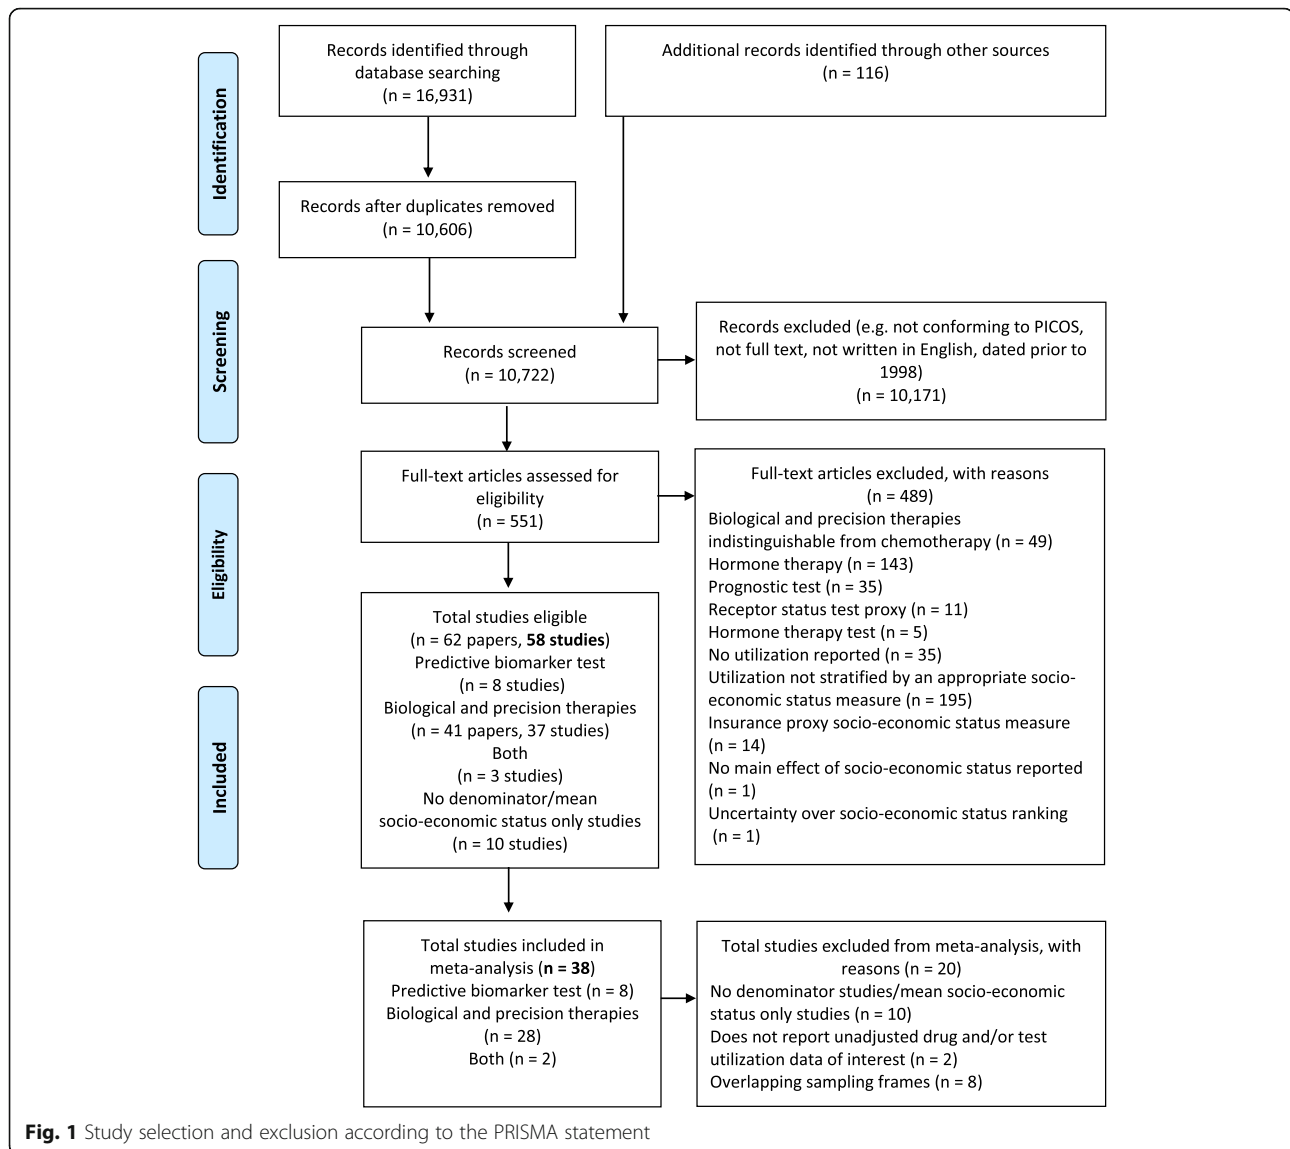 Identification
Screening
Eligibility
Included
Records identified through
database searching
(n = 16,931)
Additional records identified through other sources
(n = 116)
Records after duplicates removed
(n = 10,606)
Records screened
(n = 10,722)
Records excluded (e.g. not conforming to PICOS,
not full text, not written in English, dated prior to
1998)
(n = 10,171)
Full-text articles assessed for
eligibility
(n = 551)
Full-text articles excluded, with reasons
(n = 489)
Biological and precision therapies
indistinguishable from chemotherapy (n = 49)
Hormone therapy (n = 143)
Prognostic test (n = 35)
Receptor status test proxy (n = 11)
Hormone therapy test (n = 5)
No utilization reported (n = 35)
Utilization not stratified by an appropriate socio-
economic status measure (n = 195)
Insurance proxy socio-economic status measure
(n = 14)
No main effect of socio-economic status reported
(n = 1)
Uncertainty over socio-economic status ranking
(n = 1)
Total studies eligible
(n = 62 papers, 58 studies)
Predictive biomarker test
(n = 8 studies)
Biological and precision therapies
(n = 41 papers, 37 studies)
Both
(n = 3 studies)
No denominator/mean
socio-economic status only studies
(n = 10 studies)
Total studies included in
meta-analysis (n = 38)
Predictive biomarker test (n = 8)
Biological and precision therapies
(n = 28)
Both (n = 2)
Total studies excluded from meta-analysis, with
reasons (n = 20)
No denominator studies/mean socio-economic
status only studies (n = 10)
Does not report unadjusted drug and/or test
utilization data of interest (n = 2)
Overlapping sampling frames (n = 8)
Fig. 1 Study selection and exclusion according to the PRISMA statement